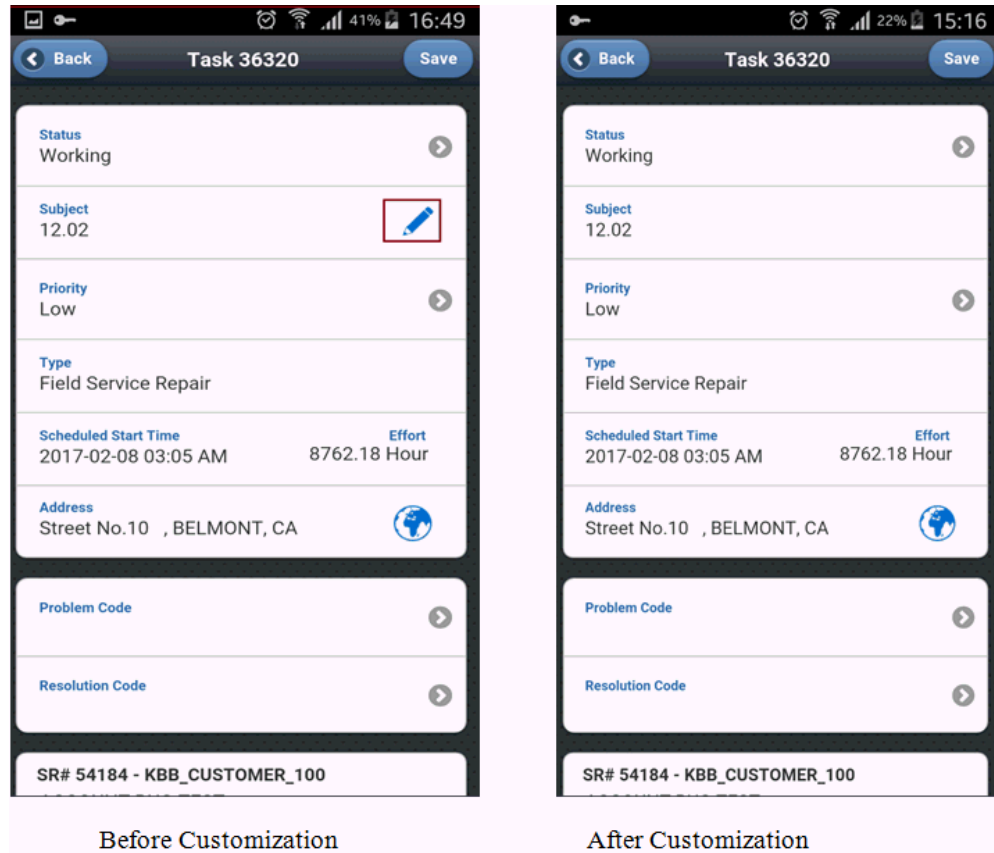 41% 16:49
Back Task 36320 Save
Status
Working
Subject
12.02
Priority
Low
Type
Field Service Repair
Scheduled Start Time Effort
2017-02-08 03:05 AM 8762.18 Hour
Address
Street No.10 , BELMONT, CA
Problem Code
Resolution Code
SR# 54184 - KBB_CUSTOMER_100
Before Customization
22% 15:16
Back Task 36320 Save
Status
Working
Subject
12.02
Priority
Low
Type
Field Service Repair
Scheduled Start Time Effort
2017-02-08 03:05 AM 8762.18 Hour
Address
Street No.10 , BELMONT, CA
Problem Code
Resolution Code
SR# 54184 - KBB_CUSTOMER_100
After Customization